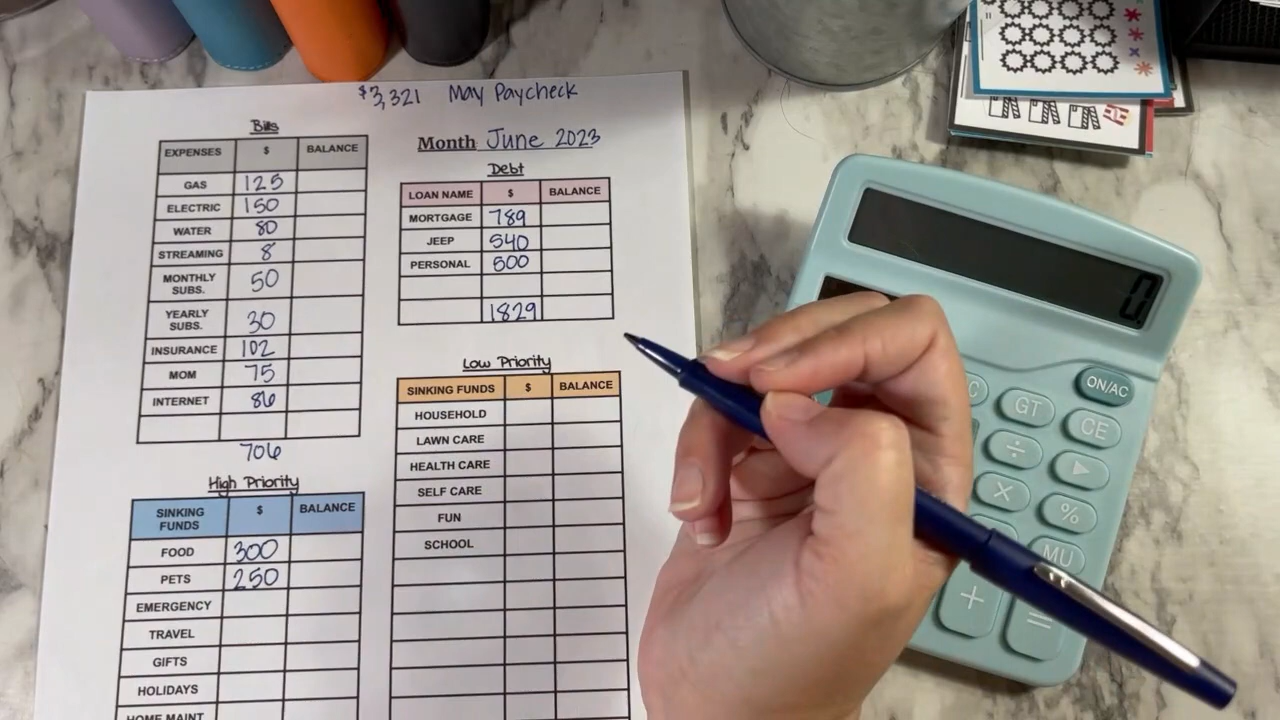 $3,321 May Paycheck
Month June 2023
Bills
EXPENSES $ BALANCE
GAS 125
ELECTRIC 150
WATER 80
STREAMING 8
MONTHLY
SUBS. 50
YEARLY
SUBS. 30
INSURANCE 102
MOM 75
INTERNET 86
706
Debt
LOAN NAME $ BALANCE
MORTGAGE 789
JEEP 540
PERSONAL 500
1829
High Priority
SINKING
FUNDS $ BALANCE
FOOD 300
PETS 250
EMERGENCY
TRAVEL
GIFTS
HOLIDAYS
HOME MAINT.
Low Priority
SINKING FUNDS $ BALANCE
HOUSEHOLD
LAWN CARE
HEALTH CARE
SELF CARE
FUN
SCHOOL
0
ON/AC
GT CE
÷ ▶
× %
MU
+ =